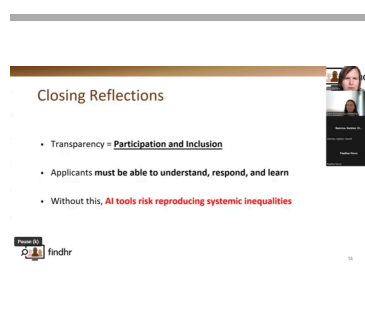 Closing Reflections
• Transparency = Participation and Inclusion
• Applicants must be able to understand, respond, and learn
• Without this, AI tools risk reproducing systemic inequalities
Pause (k)
findhr